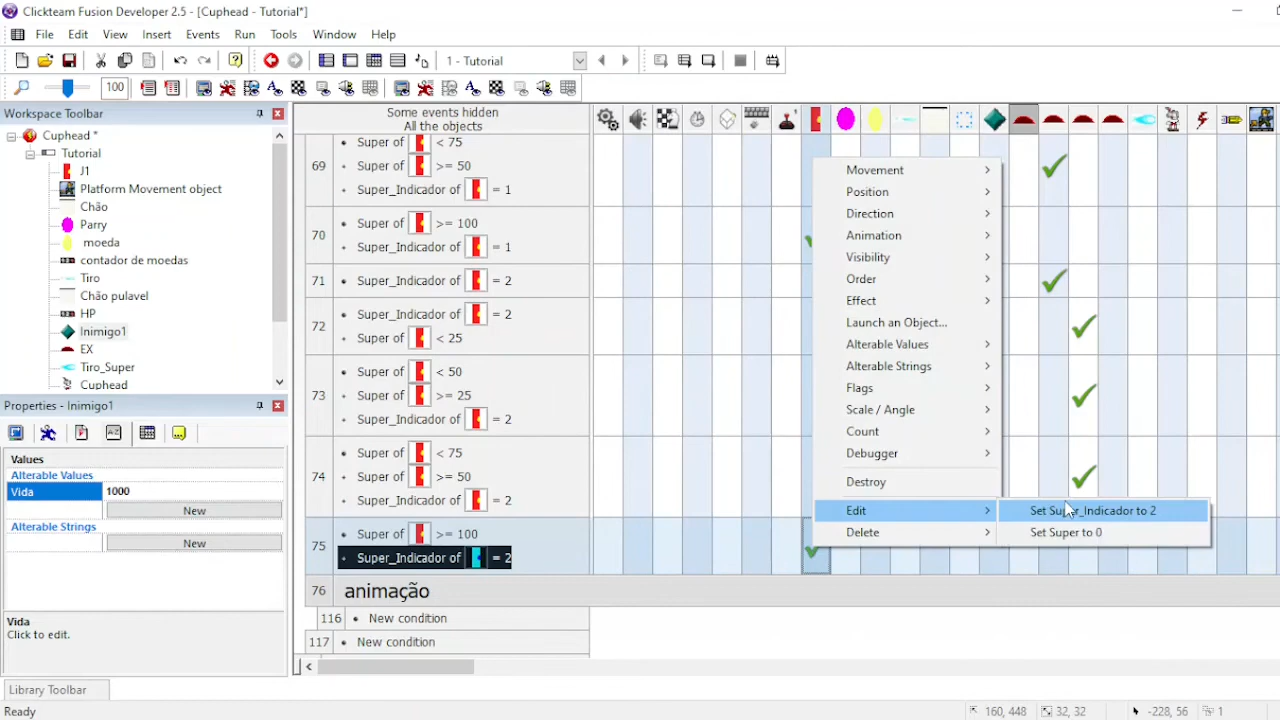 Clickteam Fusion Developer 2.5 - [Cuphead - Tutorial*]
File Edit View Insert Events Run Tools Window Help
1 - Tutorial
100
Workspace Toolbar
Cuphead *
Tutorial
J1
Platform Movement object
Chão
Parry
moeda
contador de moedas
Tiro
Chão pulavel
HP
Inimigo1
EX
Tiro_Super
Cuphead
Properties - Inimigo1
Values
Alterable Values
Vida 1000
New
Alterable Strings
New
Vida
Click to edit.
Library Toolbar
Ready
Some events hidden
All the objects
69
• Super of < 75
• Super of >= 50
• Super_Indicador of = 1
70
• Super of >= 100
• Super_Indicador of = 1
71 • Super_Indicador of = 2
72
• Super_Indicador of = 2
• Super of < 25
73
• Super of < 50
• Super of >= 25
• Super_Indicador of = 2
74
• Super of < 75
• Super of >= 50
• Super_Indicador of = 2
75
• Super of >= 100
• Super_Indicador of = 2
76 animação
116 • New condition
117 • New condition
Movement
Position
Direction
Animation
Visibility
Order
Effect
Launch an Object...
Alterable Values
Alterable Strings
Flags
Scale / Angle
Count
Debugger
Destroy
Edit
Delete
Set Super_Indicador to 2
Set Super to 0
160, 448 32, 32 -228, 56 1